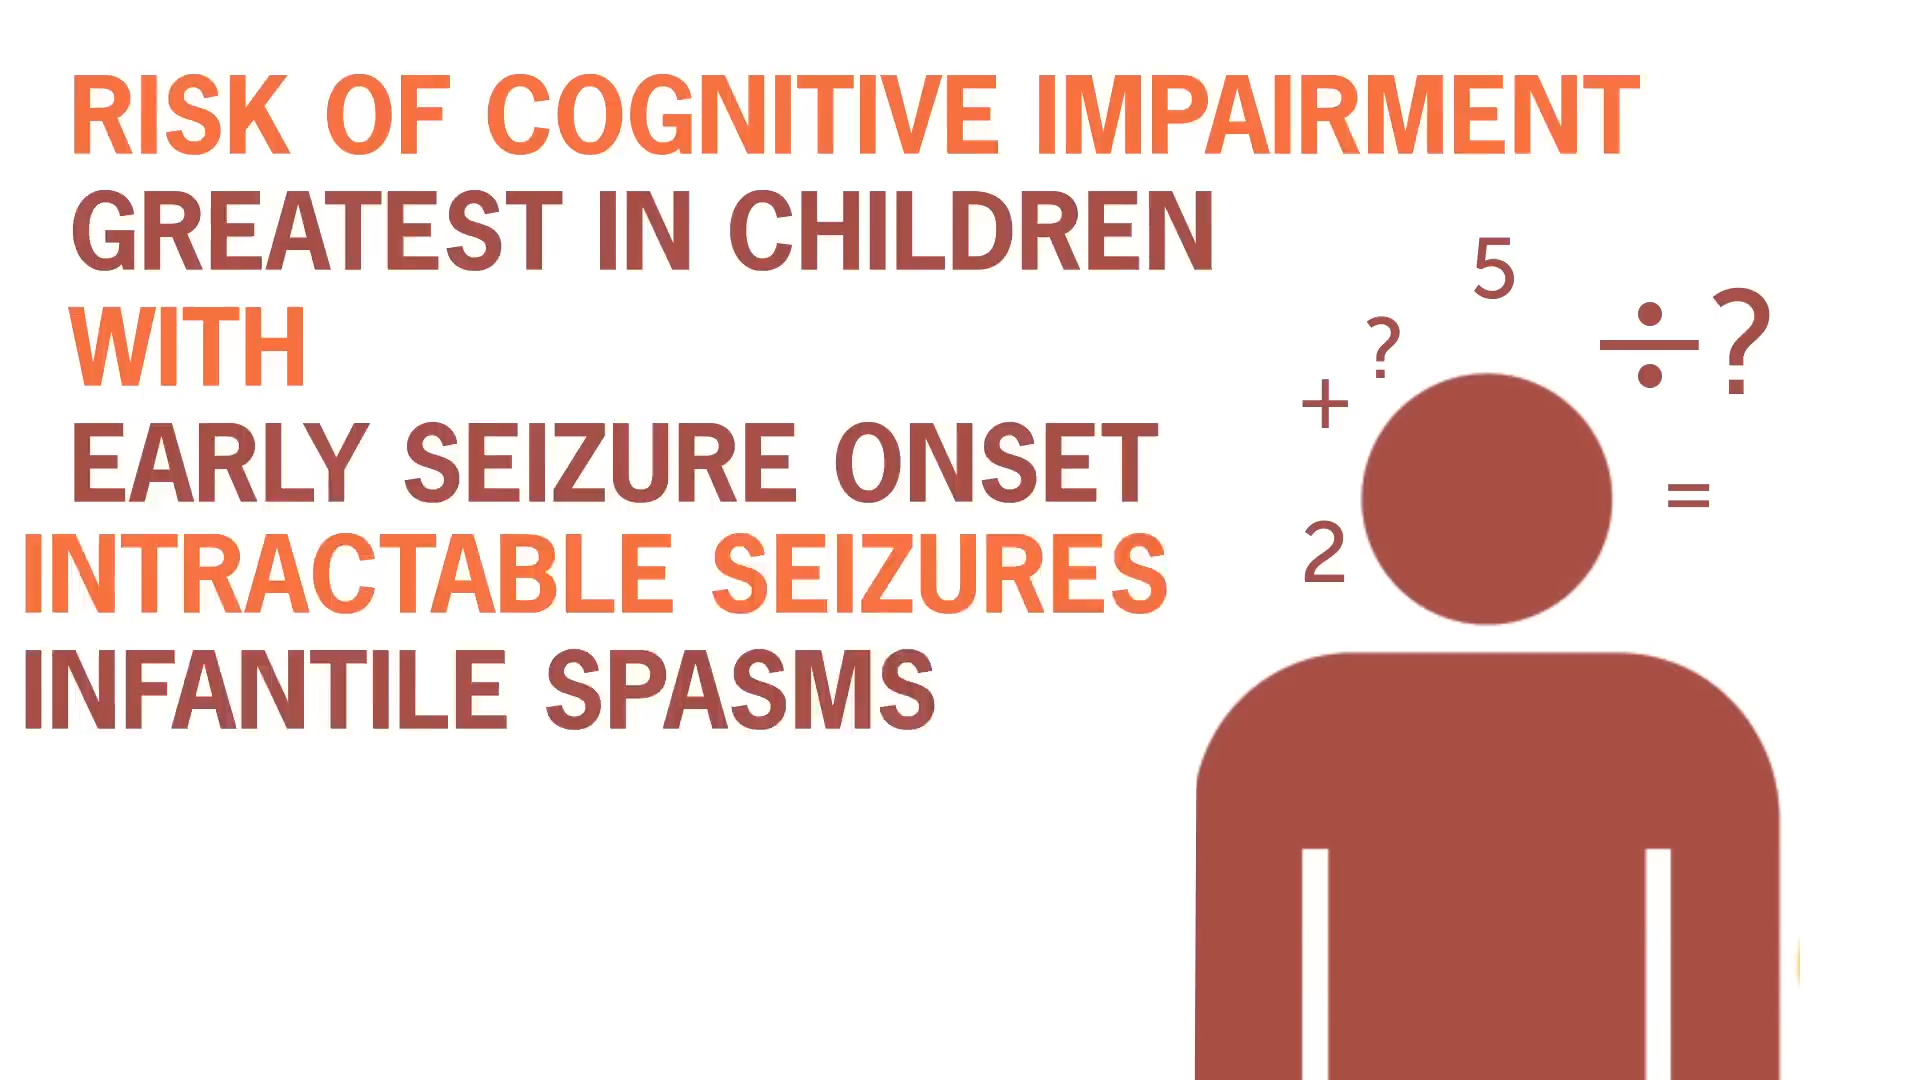 RISK OF COGNITIVE IMPAIRMENT
GREATEST IN CHILDREN
WITH
EARLY SEIZURE ONSET
INTRACTABLE SEIZURES
INFANTILE SPASMS
5
÷?
?
+
=
2